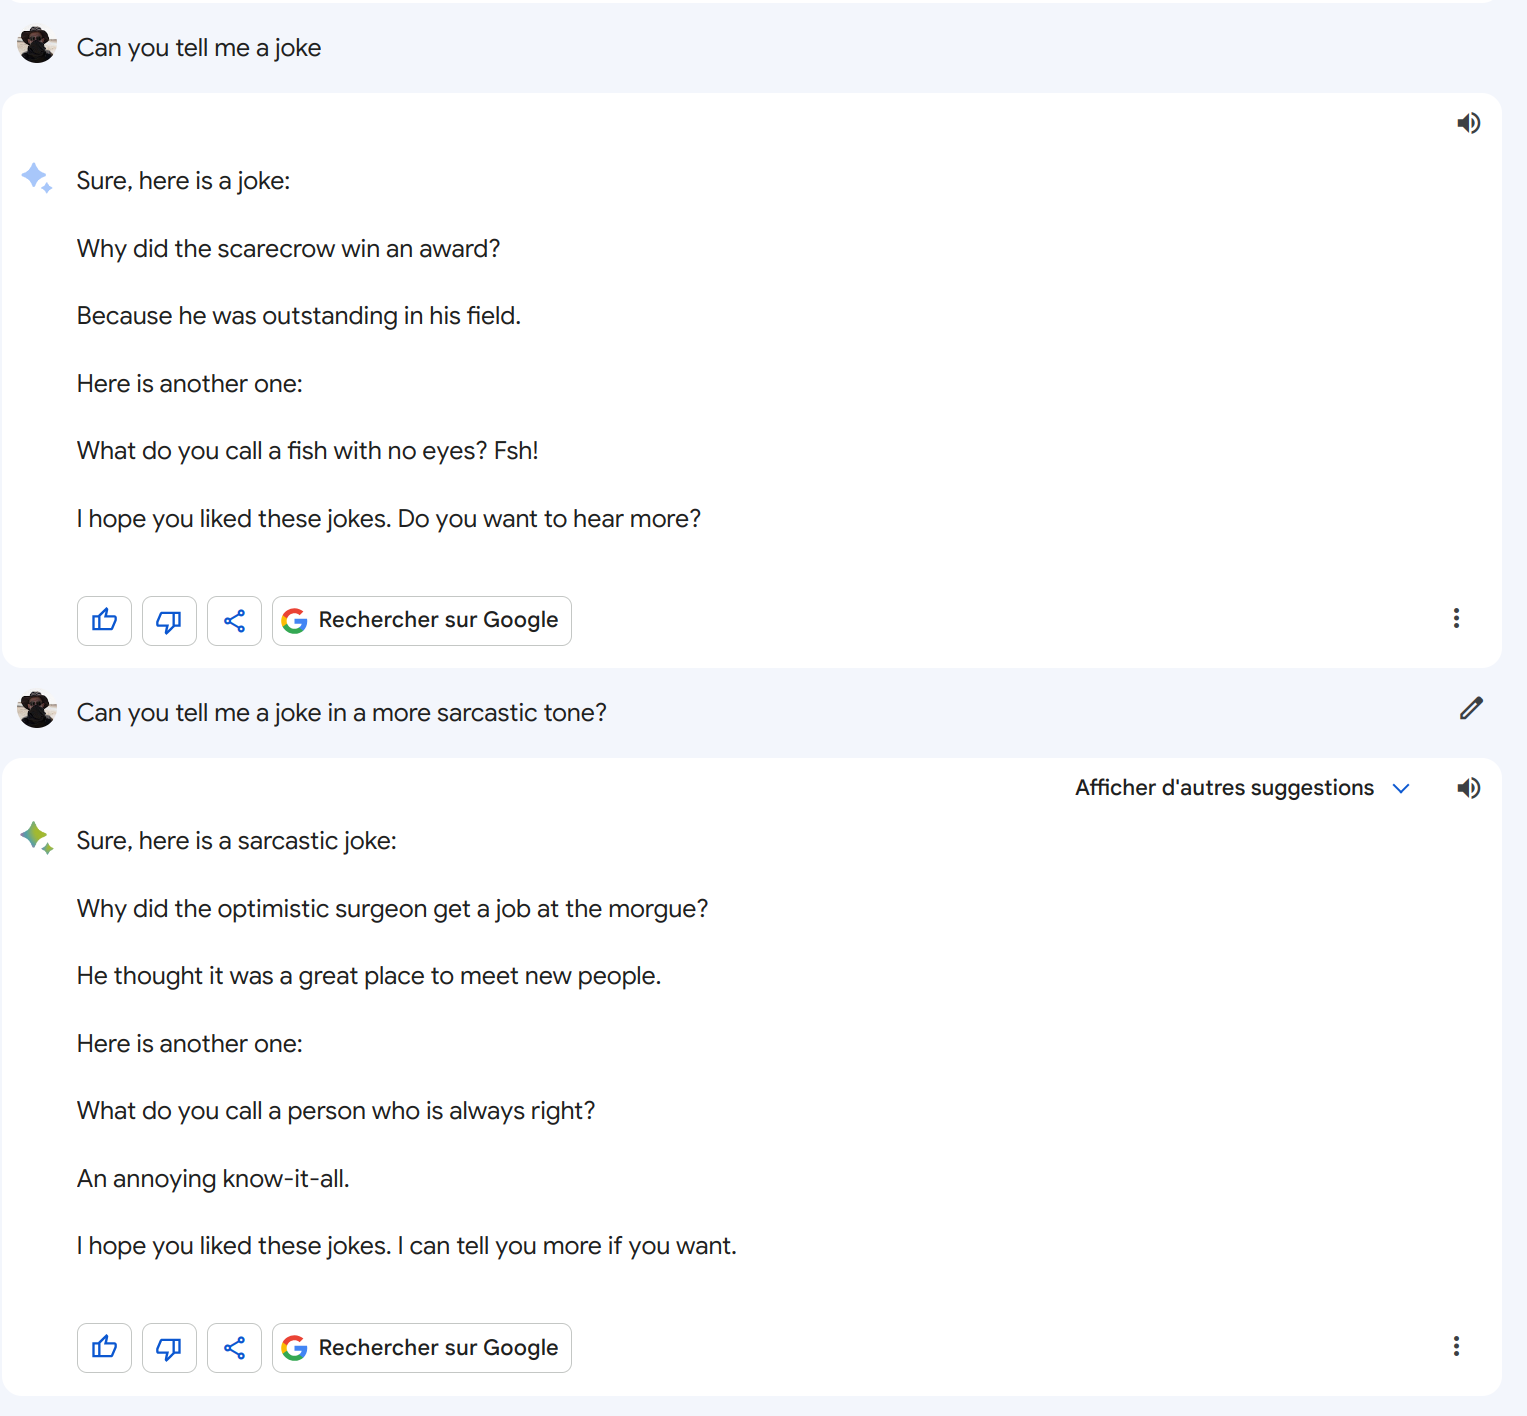 Can you tell me a joke
Sure, here is a joke:
Why did the scarecrow win an award?
Because he was outstanding in his field.
Here is another one:
What do you call a fish with no eyes? Fsh!
I hope you liked these jokes. Do you want to hear more?
Rechercher sur Google
Can you tell me a joke in a more sarcastic tone?
Afficher d'autres suggestions
Sure, here is a sarcastic joke:
Why did the optimistic surgeon get a job at the morgue?
He thought it was a great place to meet new people.
Here is another one:
What do you call a person who is always right?
An annoying know-it-all.
I hope you liked these jokes. I can tell you more if you want.
Rechercher sur Google